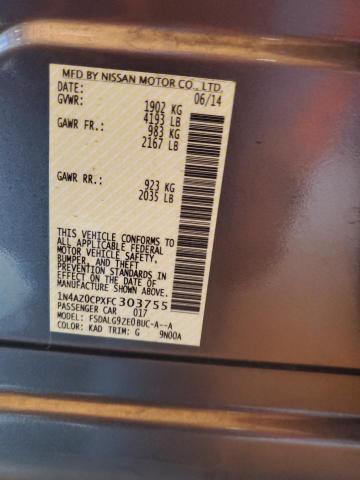 MFD BY NISSAN MOTOR CO., LTD.
DATE: 06/14
GVWR: 1902 KG
4193 LB
GAWR FR.: 983 KG
2167 LB
GAWR RR.: 923 KG
2035 LB
THIS VEHICLE CONFORMS TO
ALL APPLICABLE FEDERAL
MOTOR VEHICLE SAFETY,
BUMPER, AND THEFT
PREVENTION STANDARDS IN
EFFECT ON THE DATE OF
MANUFACTURE SHOWN ABOVE.
1N4AZ0CPXFC303755
PASSENGER CAR 017
MODEL: FSDALG9ZE0BUC-A--A
COLOR: KAD TRIM: G 9N00A